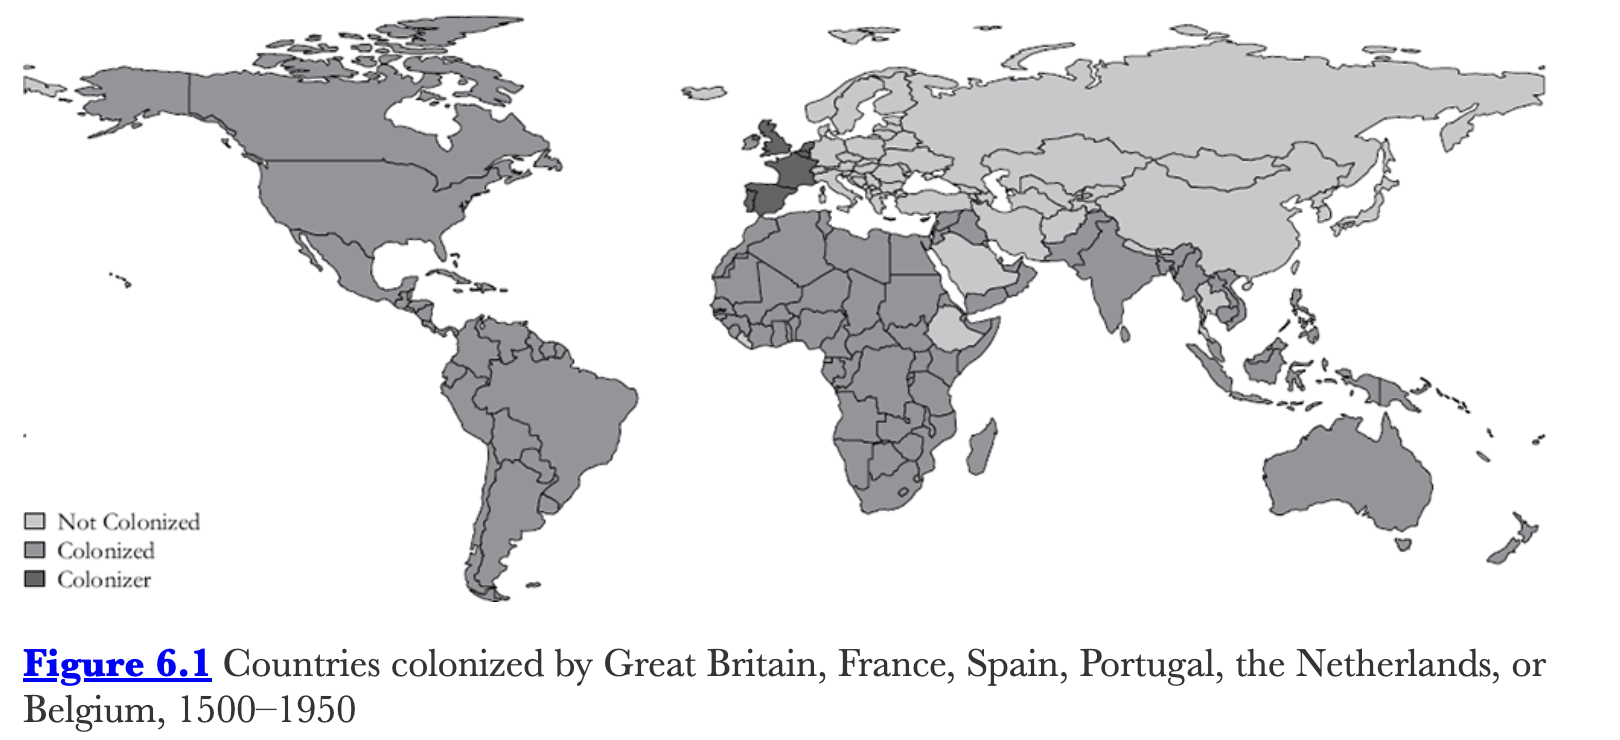 Not Colonized
Colonized
Colonizer
Figure 6.1 Countries colonized by Great Britain, France, Spain, Portugal, the Netherlands, or
Belgium, 1500–1950